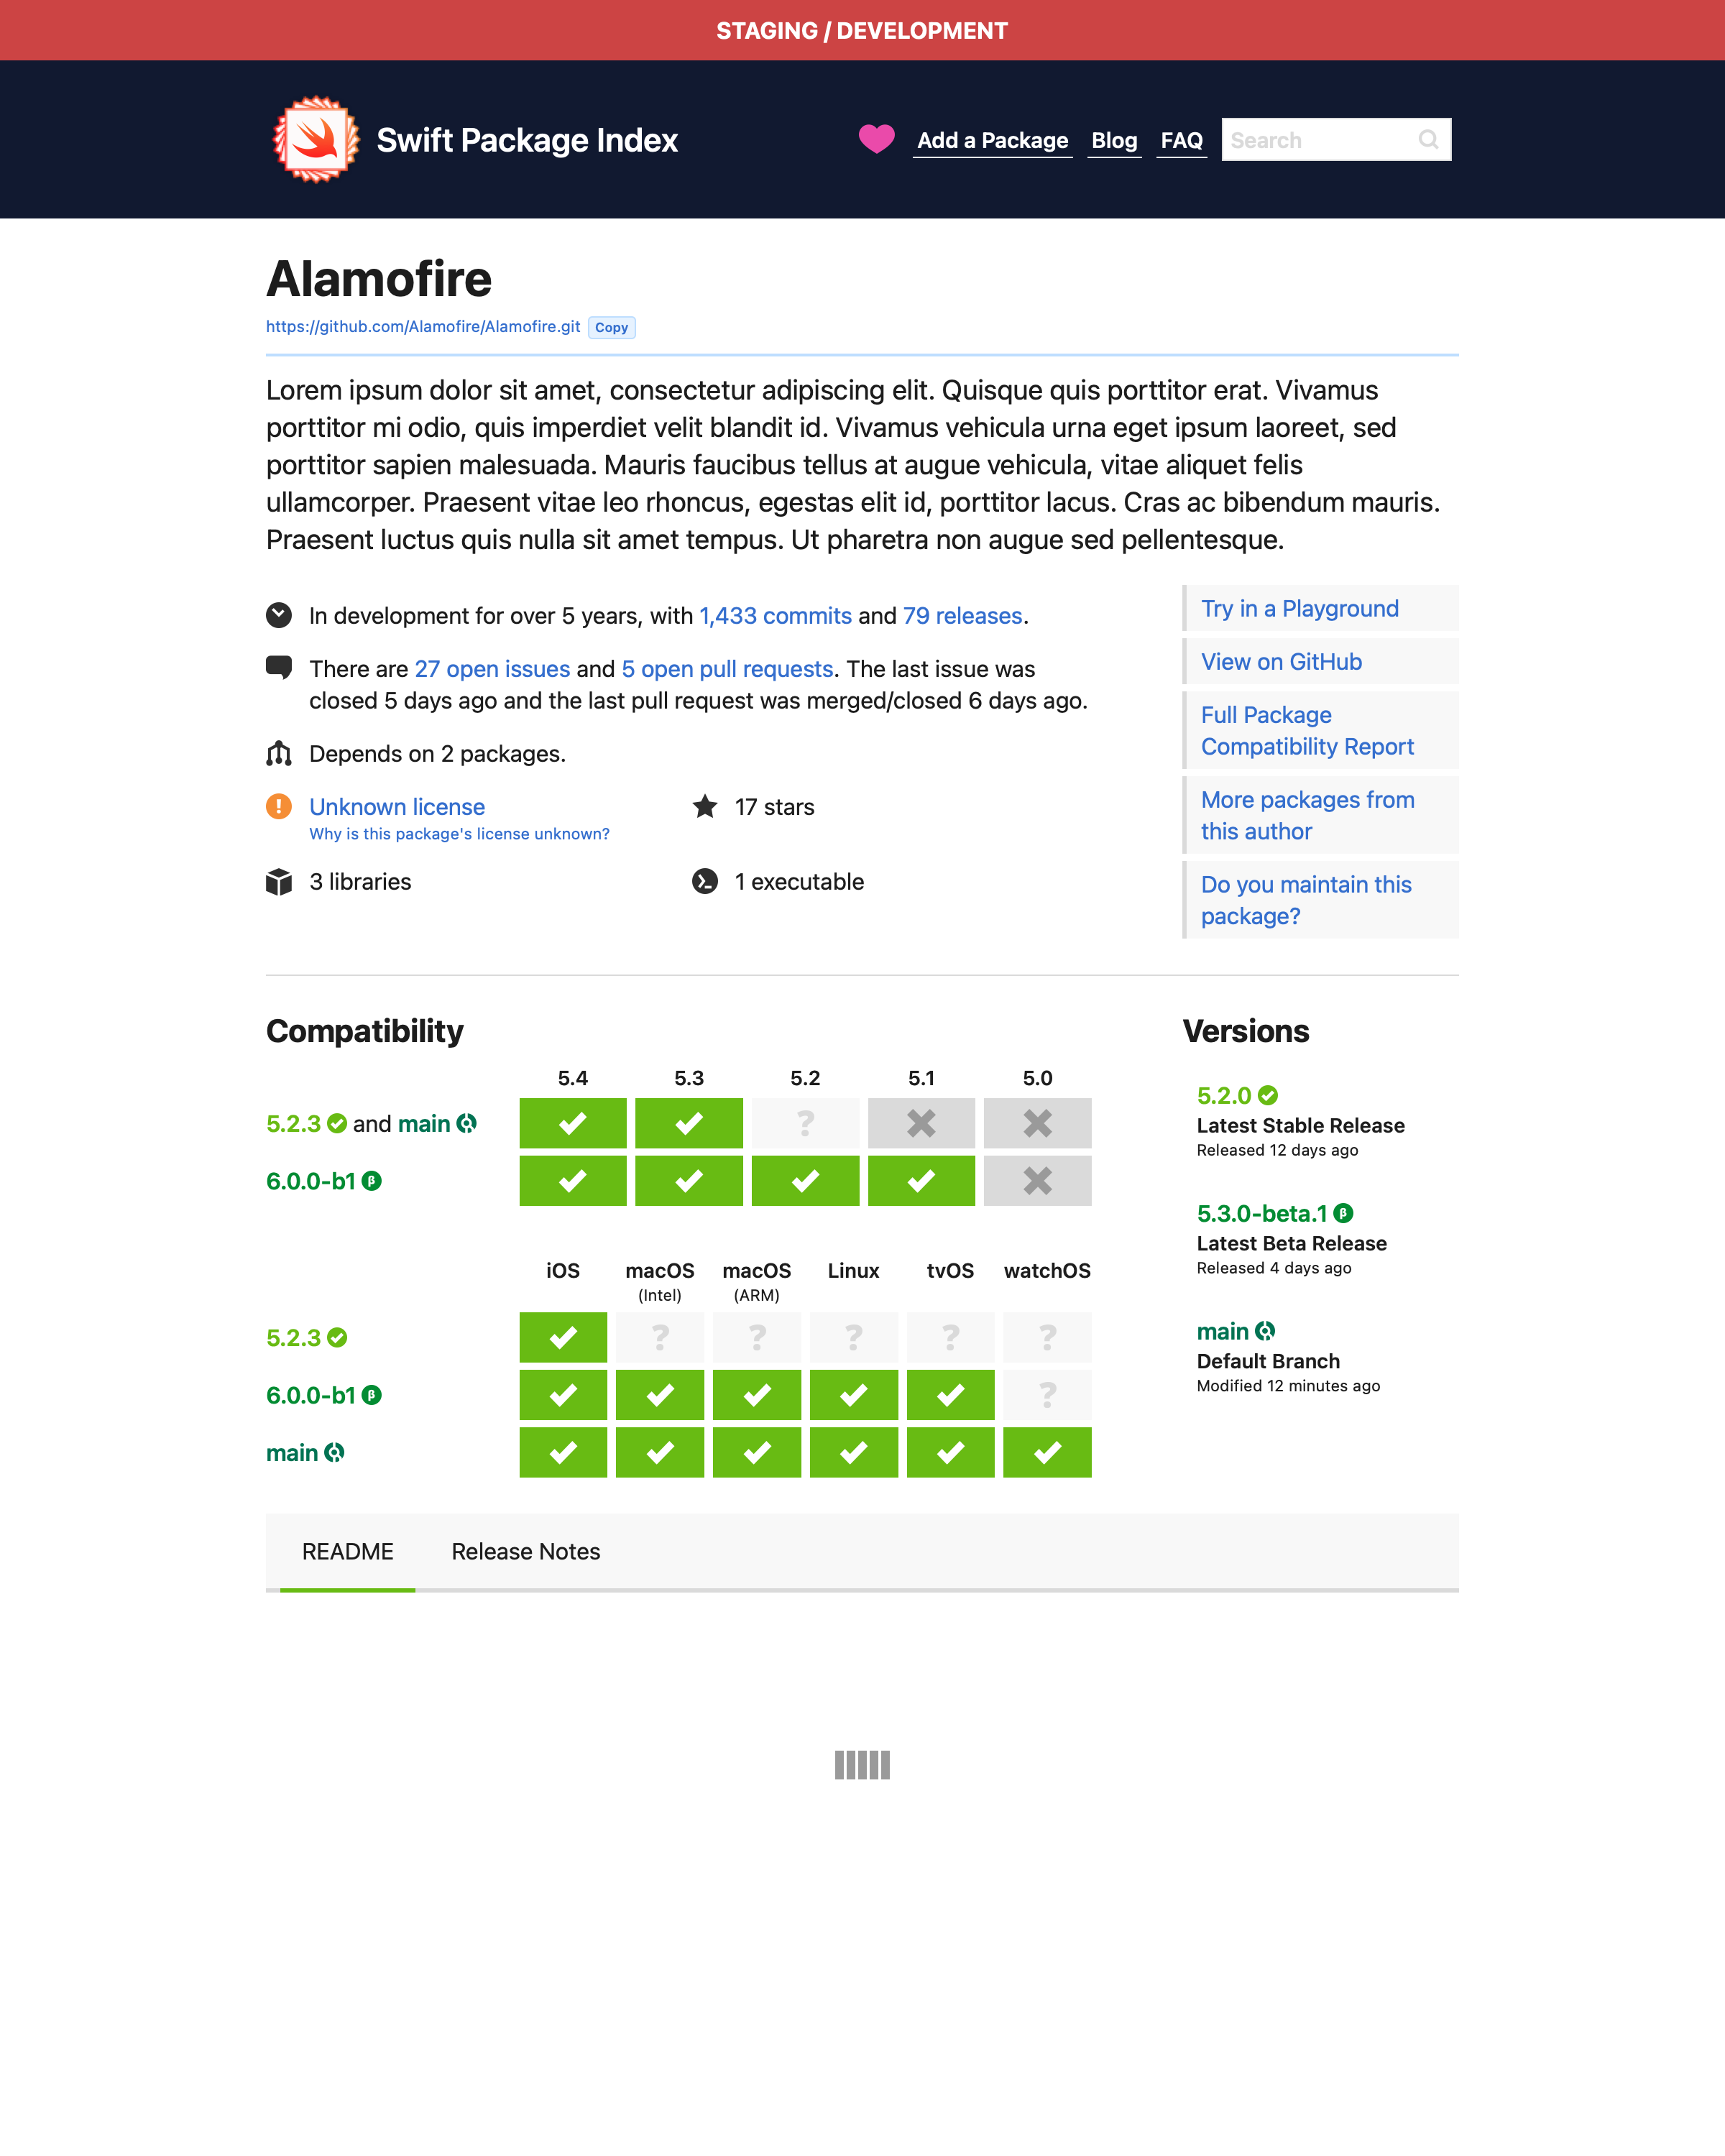 STAGING / DEVELOPMENT
Swift Package Index
Add a Package Blog FAQ Search
Alamofire
https://github.com/Alamofire/Alamofire.git Copy
Lorem ipsum dolor sit amet, consectetur adipiscing elit. Quisque quis porttitor erat. Vivamus
porttitor mi odio, quis imperdiet velit blandit id. Vivamus vehicula urna eget ipsum laoreet, sed
porttitor sapien malesuada. Mauris faucibus tellus at augue vehicula, vitae aliquet felis
ullamcorper. Praesent vitae leo rhoncus, egestas elit id, porttitor lacus. Cras ac bibendum mauris.
Praesent luctus quis nulla sit amet tempus. Ut pharetra non augue sed pellentesque.
In development for over 5 years, with 1,433 commits and 79 releases.
There are 27 open issues and 5 open pull requests. The last issue was
closed 5 days ago and the last pull request was merged/closed 6 days ago.
Depends on 2 packages.
Unknown license
Why is this package's license unknown?
17 stars
3 libraries
1 executable
Try in a Playground
View on GitHub
Full Package
Compatibility Report
More packages from
this author
Do you maintain this
package?
Compatibility
5.4 5.3 5.2 5.1 5.0
5.2.3 and main ?
6.0.0-b1 β
iOS macOS macOS Linux tvOS watchOS
(Intel) (ARM)
5.2.3 ? ? ? ? ?
6.0.0-b1 β ?
main
Versions
5.2.0
Latest Stable Release
Released 12 days ago
5.3.0-beta.1 β
Latest Beta Release
Released 4 days ago
main
Default Branch
Modified 12 minutes ago
README Release Notes